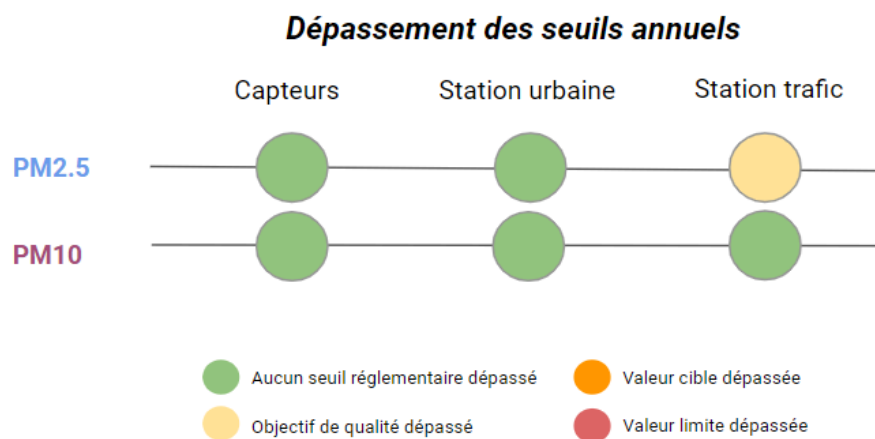 Dépassement des seuils annuels
Capteurs
Station urbaine
Station trafic
PM2.5
PM10
Aucun seuil réglementaire dépassé
Valeur cible dépassée
Objectif de qualité dépassé
Valeur limite dépassée